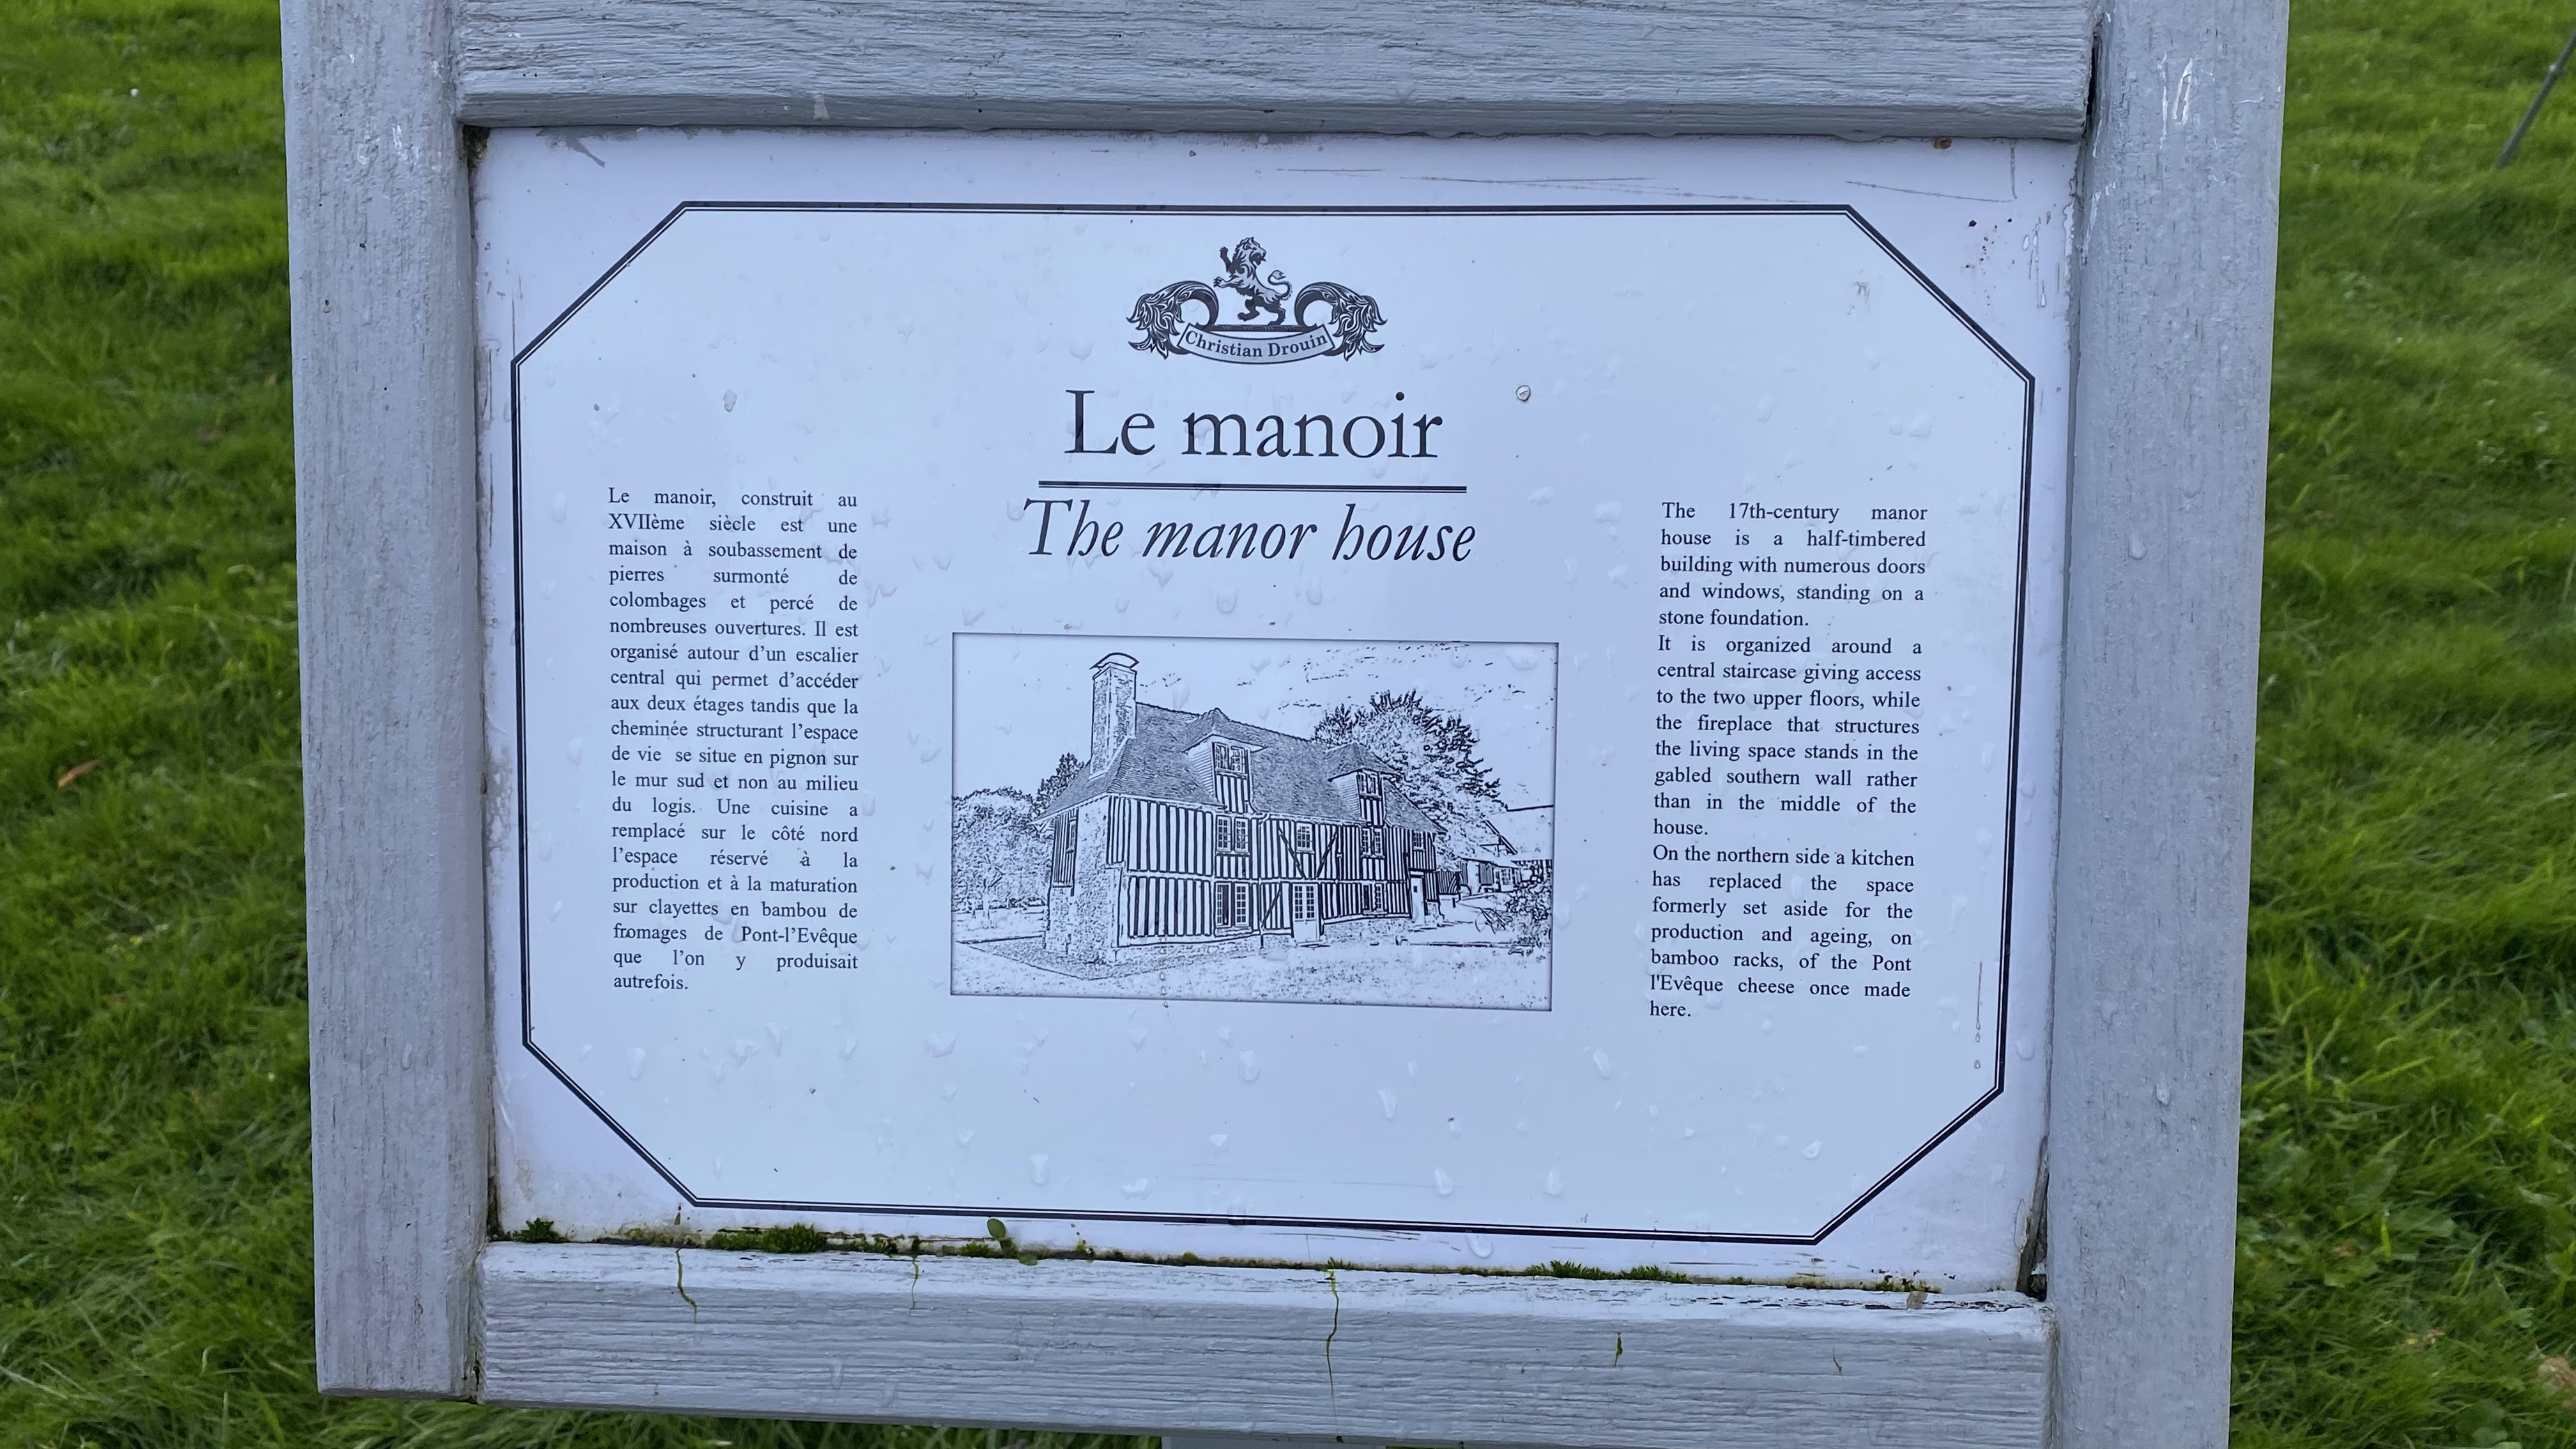 Christian Drouin
Le manoir
The manor house
Le manoir, construit au
XVIIème siècle est une
maison à soubassement de
pierres surmonté de
colombages et percé de
nombreuses ouvertures. Il est
organisé autour d'un escalier
central qui permet d'accéder
aux deux étages tandis que la
cheminée structurant l'espace
de vie se situe en pignon sur
le mur sud et non au milieu
du logis. Une cuisine a
remplacé sur le côté nord
l'espace réservé à la
production et à la maturation
sur clayettes en bambou de
fromages de Pont-l'Evêque
que l'on y produisait
autrefois.
The 17th-century manor
house is a half-timbered
building with numerous doors
and windows, standing on a
stone foundation.
It is organized around a
central staircase giving access
to the two upper floors, while
the fireplace that structures
the living space stands in the
gabled southern wall rather
than in the middle of the
house.
On the northern side a kitchen
has replaced the space
formerly set aside for the
production and ageing, on
bamboo racks, of the Pont
l'Evêque cheese once made
here.